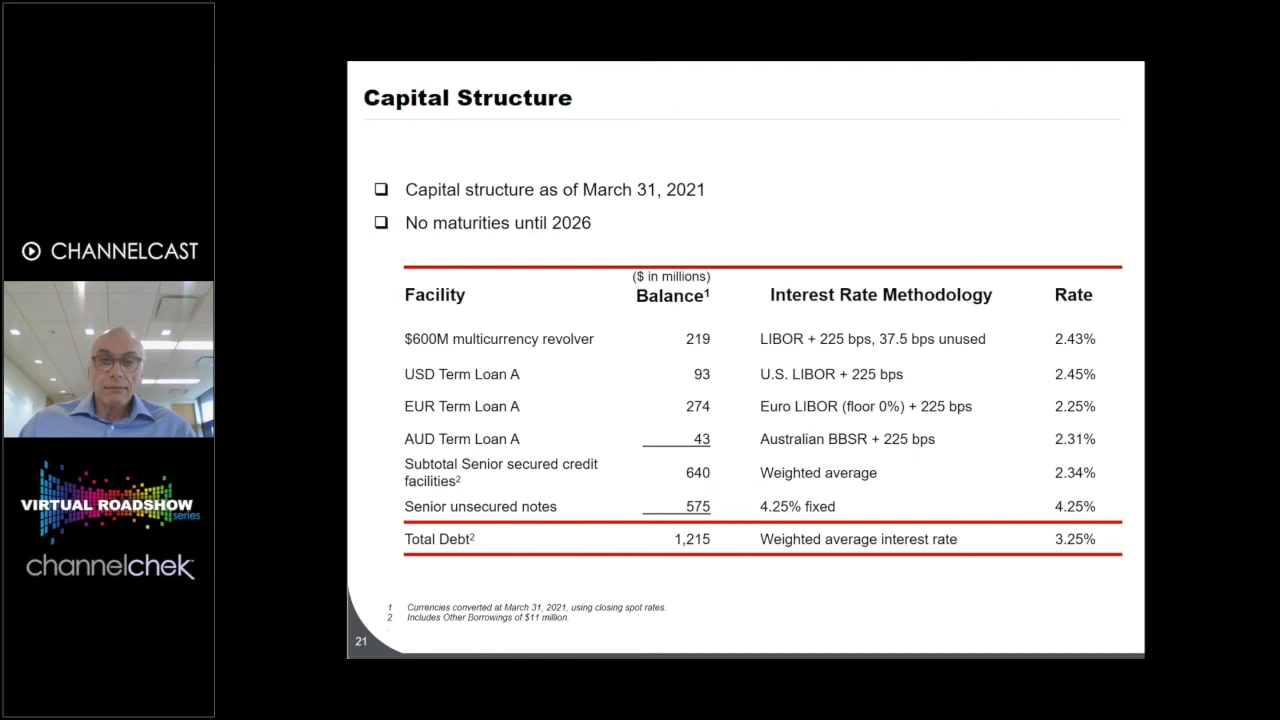 CHANNELCAST
VIRTUAL ROADSHOW
series
channelchek
Capital Structure
Capital structure as of March 31, 2021
No maturities until 2026
($ in millions)
Facility Balance¹ Interest Rate Methodology Rate
$600M multicurrency revolver 219 LIBOR + 225 bps, 37.5 bps unused 2.43%
USD Term Loan A 93 U.S. LIBOR + 225 bps 2.45%
EUR Term Loan A 274 Euro LIBOR (floor 0%) + 225 bps 2.25%
AUD Term Loan A 43 Australian BBSR + 225 bps 2.31%
Subtotal Senior secured credit
facilities² 640 Weighted average 2.34%
Senior unsecured notes 575 4.25% fixed 4.25%
Total Debt² 1,215 Weighted average interest rate 3.25%
1 Currencies converted at March 31, 2021, using closing spot rates.
2 Includes Other Borrowings of $11 million.
21